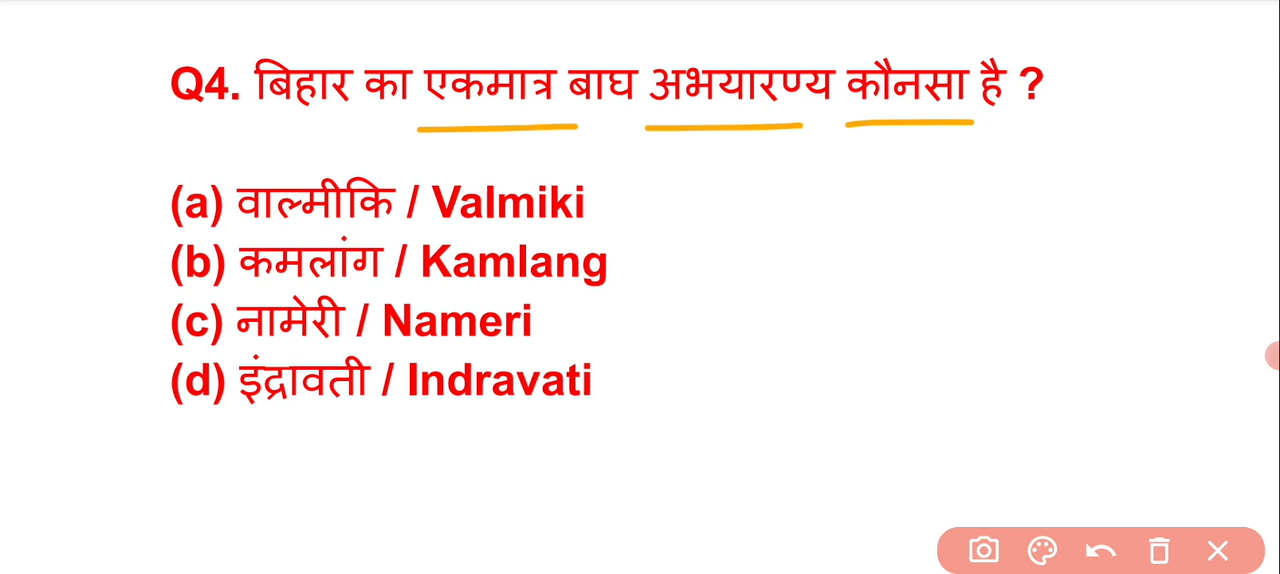 Q4. बिहार का एकमात्र बाघ अभयारण्य कौनसा है ?
(a) वाल्मीकि / Valmiki
(b) कमलांग / Kamlang
(c) नामेरी / Nameri
(d) इंद्रावती / Indravati